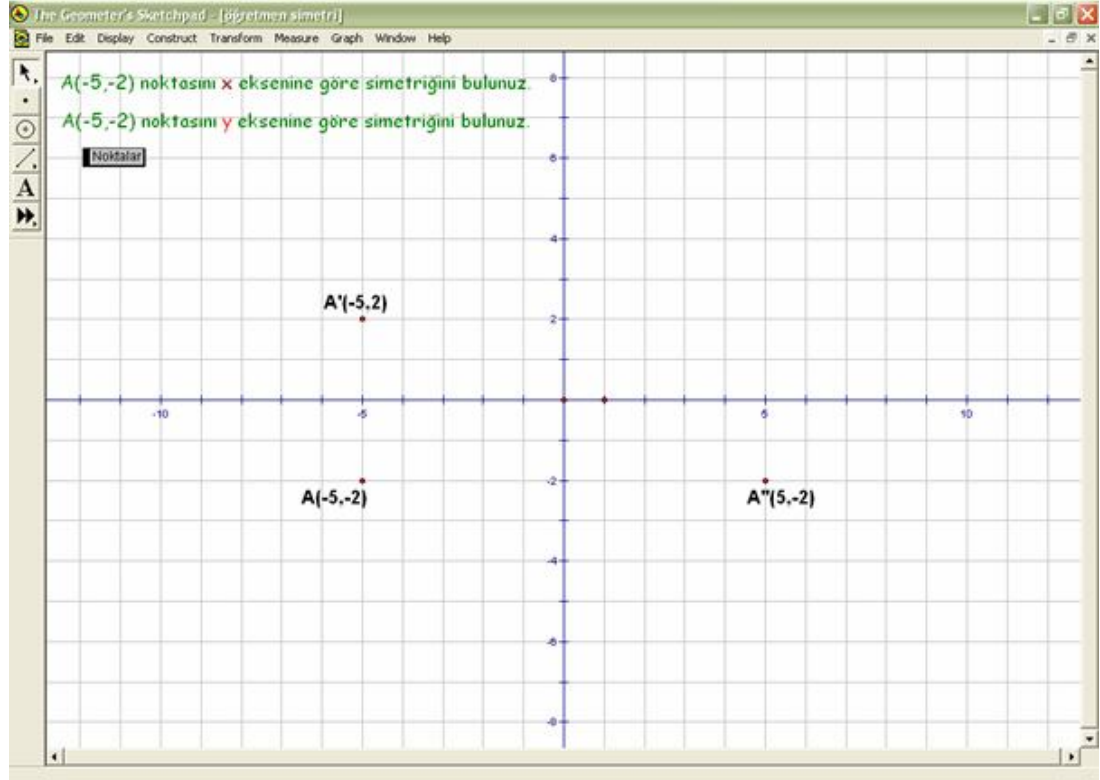 The Geometer's Sketchpad - [öğretmen simetri]
File Edit Display Construct Transform Measure Graph Window Help
A(-5,-2) noktasını x eksenine göre simetriğini bulunuz.
A(-5,-2) noktasını y eksenine göre simetriğini bulunuz.
Noktalar
A
8
6
4
A'(-5,2)
2
-10 -5 5 10
-2
A(-5,-2) A"(5,-2)
-4
-6
-8